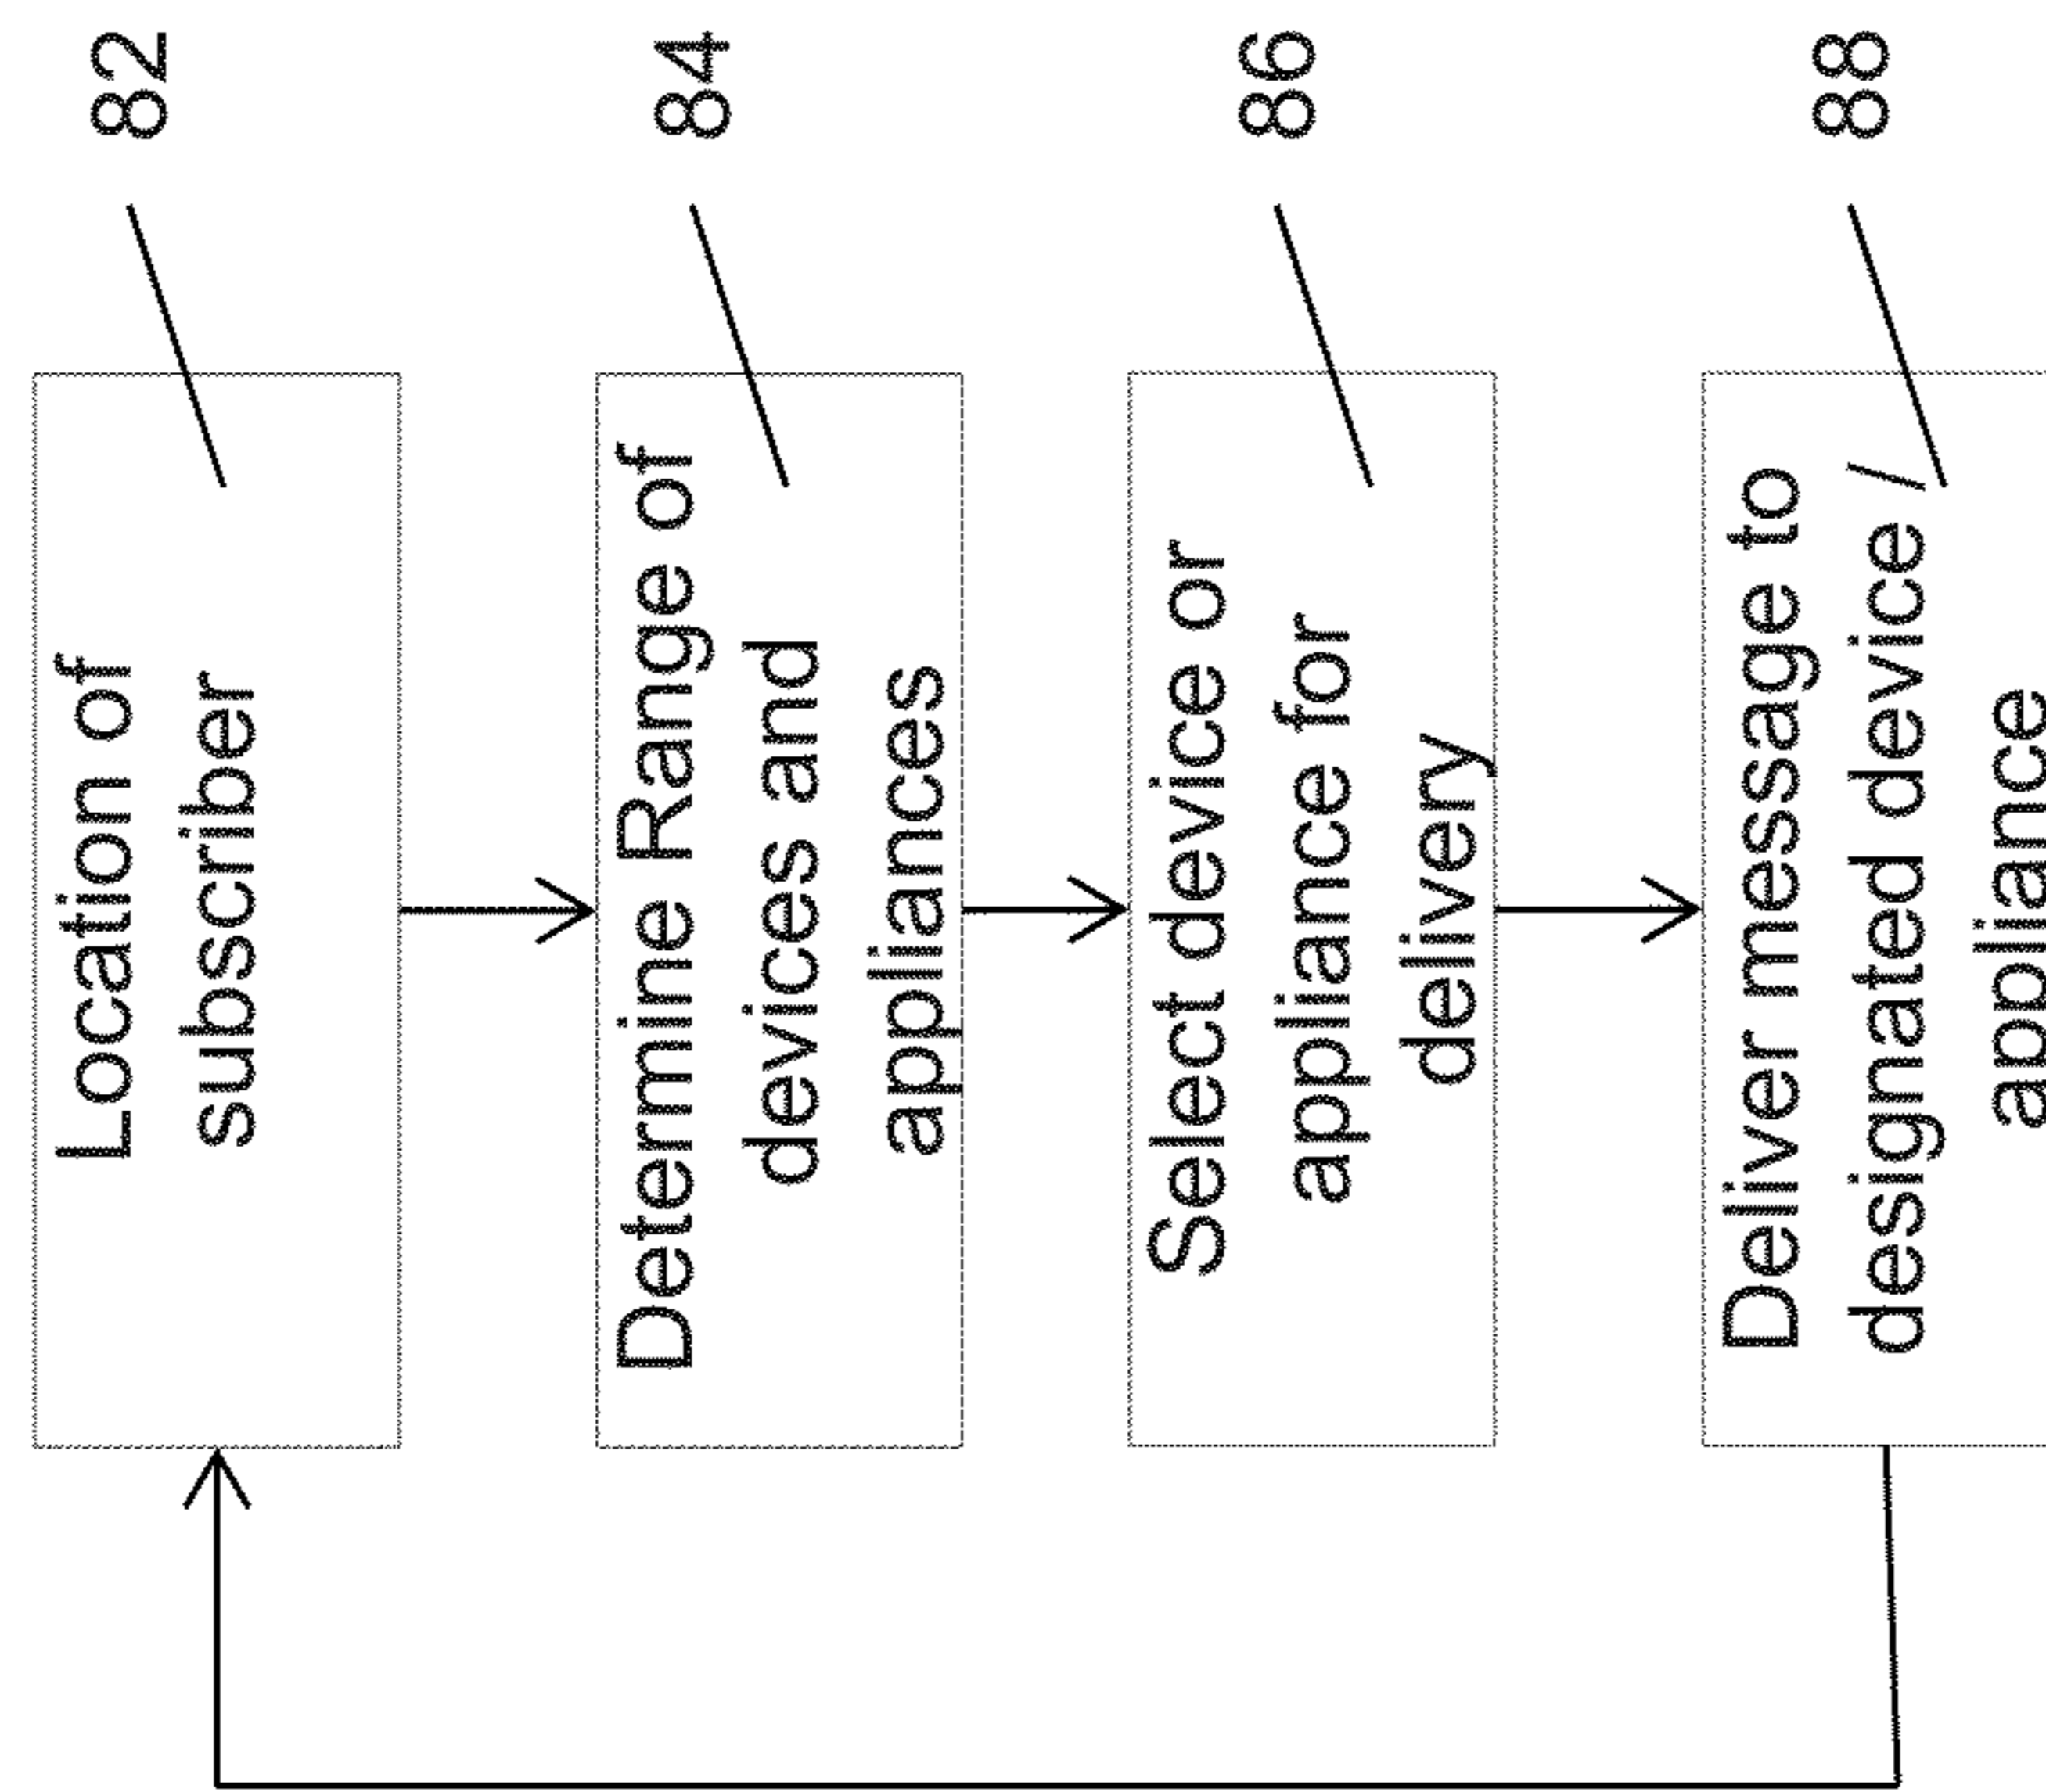 Location of
subscriber
82
Determine Range of
devices and
appliances
84
Select device or
appliance for
delivery
86
Deliver message to
designated device /
appliance
88